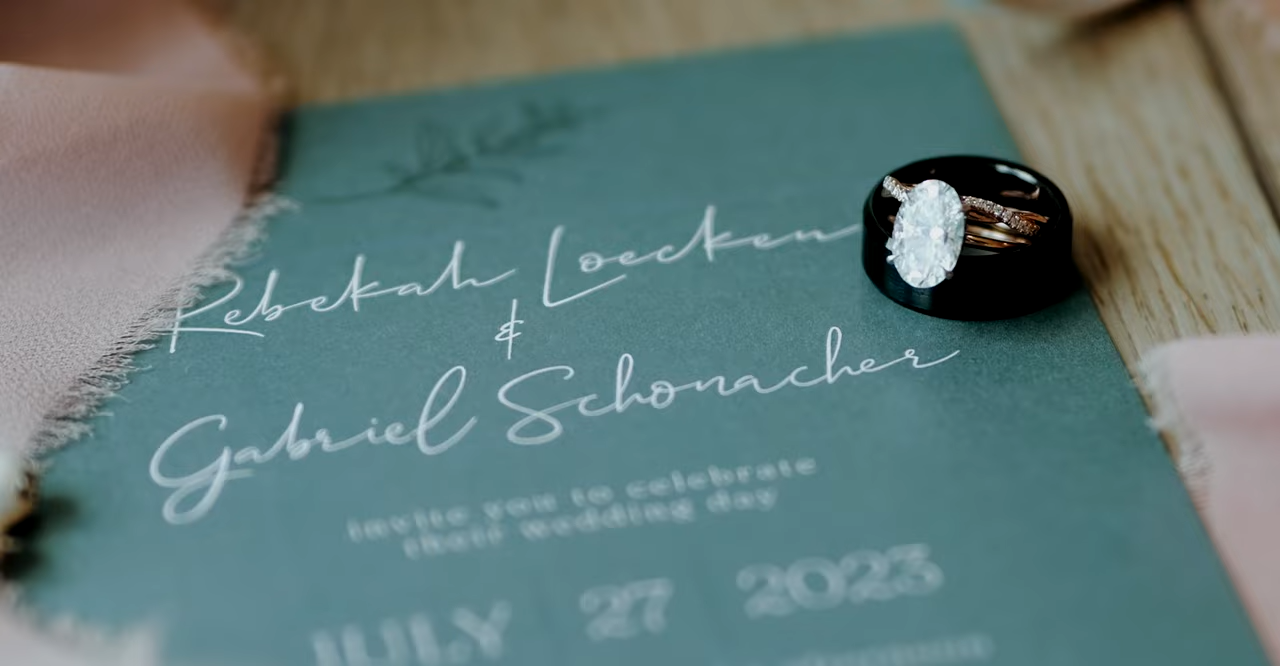 Rebekah Loecken
&
Gabriel Schonacher
invite you to celebrate
their wedding day
JULY 27 2023